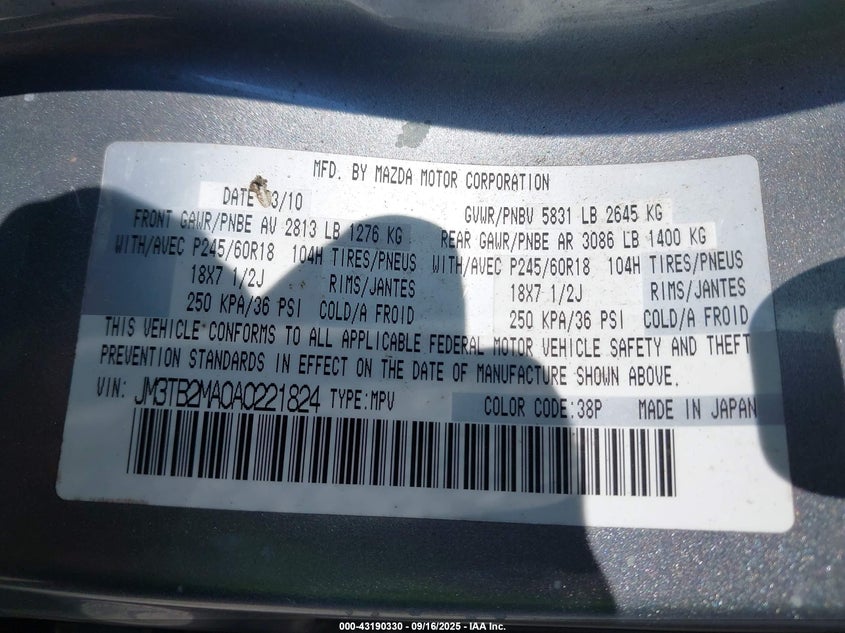 MFD. BY MAZDA MOTOR CORPORATION
DATE 3/10 GVWR/PNBV 5831 LB 2645 KG
FRONT GAWR/PNBE AV 2813 LB 1276 KG REAR GAWR/PNBE AR 3086 LB 1400 KG
WITH/AVEC P245/60R18 104H TIRES/PNEUS WITH/AVEC P245/60R18 104H TIRES/PNEUS
18X7 1/2J RIMS/JANTES 18X7 1/2J RIMS/JANTES
250 KPA/36 PSI COLD/A FROID 250 KPA/36 PSI COLD/A FROID
THIS VEHICLE CONFORMS TO ALL APPLICABLE FEDERAL MOTOR VEHICLE SAFETY AND THEFT
PREVENTION STANDARDS IN EFFECT ON THE DATE OF MANUFACTURE SHOWN ABOVE.
VIN: JM3TB2MA0A0221824 TYPE:MPV COLOR CODE:38P MADE IN JAPAN
000-43190330 - 09/16/2025 - IAA Inc.